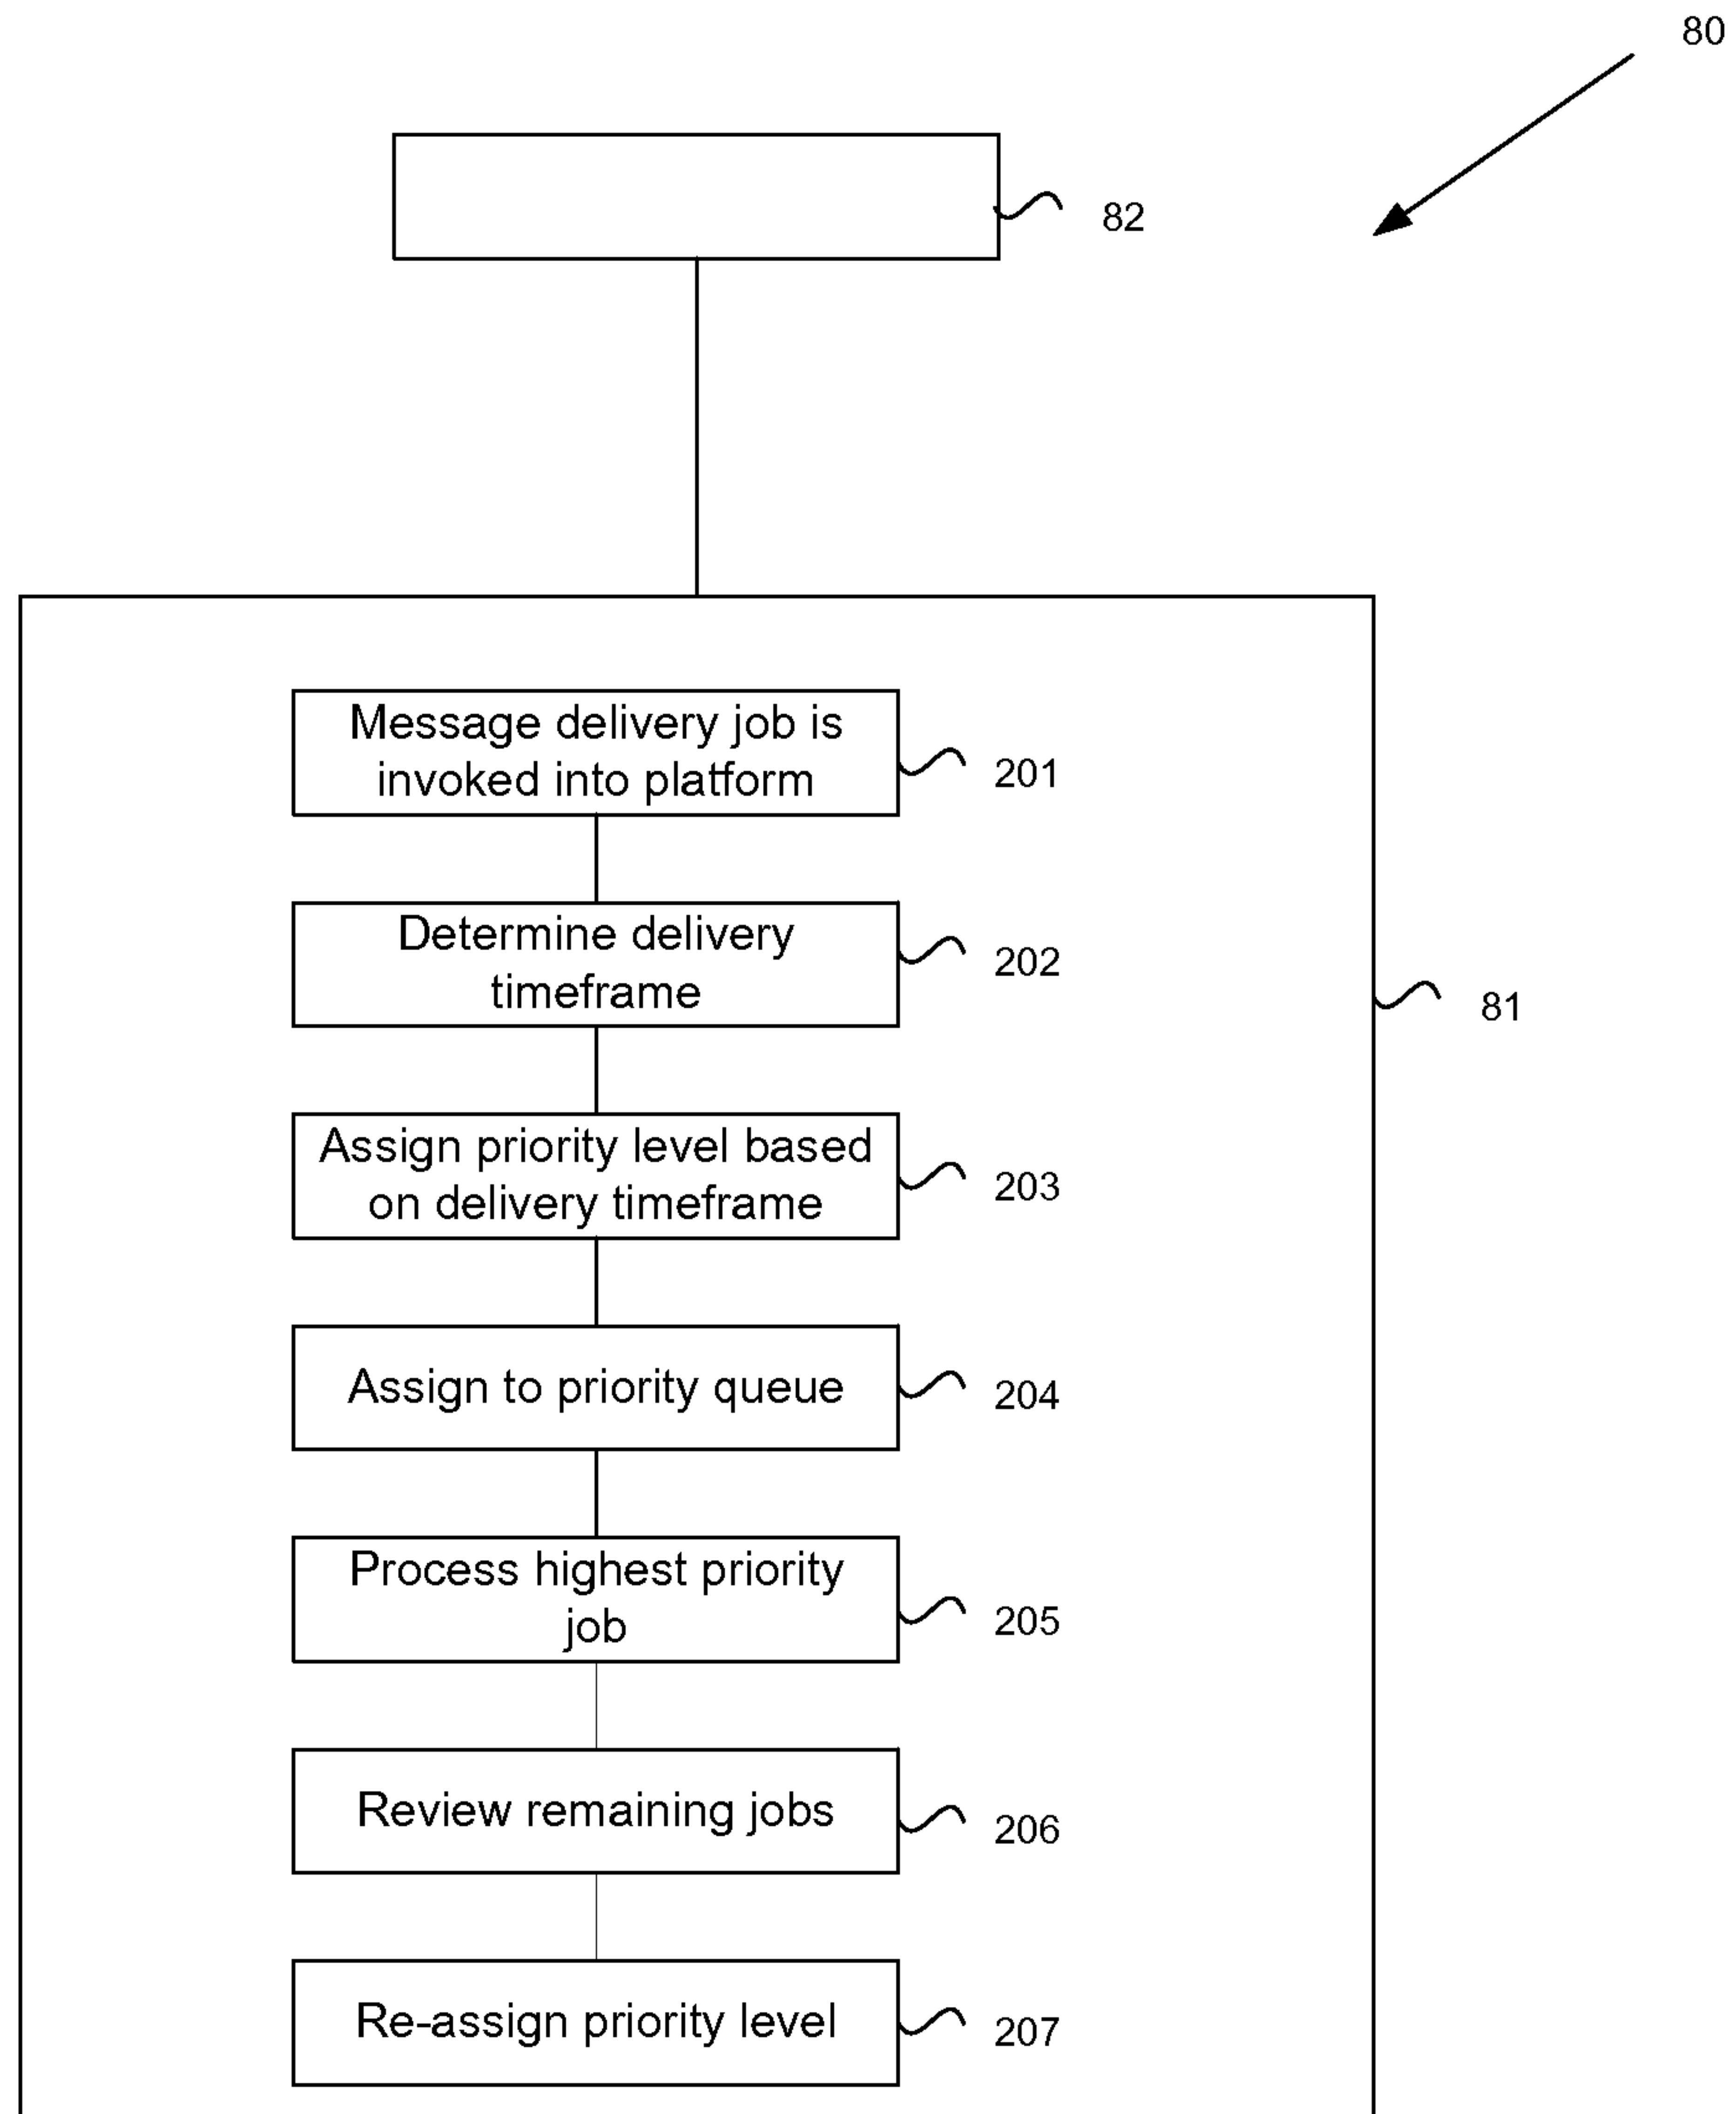 80
82
Message delivery job is
invoked into platform
201
Determine delivery
timeframe
202
81
Assign priority level based
on delivery timeframe
203
Assign to priority queue
204
Process highest priority
job
205
Review remaining jobs
206
Re-assign priority level
207